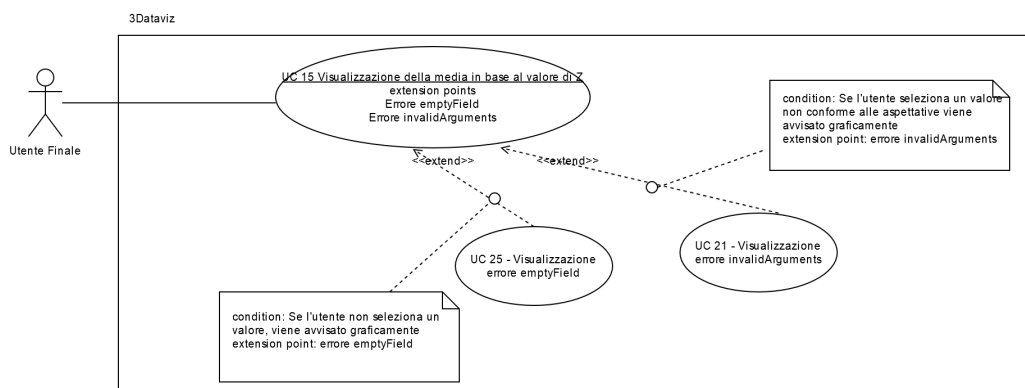 3Dataviz
UC 15 Visualizzazione della media in base al valore di Z
extension points
Errore emptyField
Errore invalidArguments
Utente Finale
condition: Se l'utente seleziona un valore
non conforme alle aspettative viene
avvisato graficamente
extension point: errore invalidArguments
<<extend>>
<<extend>>
UC 21 - Visualizzazione
errore invalidArguments
UC 25 - Visualizzazione
errore emptyField
condition: Se l'utente non seleziona un
valore, viene avvisato graficamente
extension point: errore emptyField